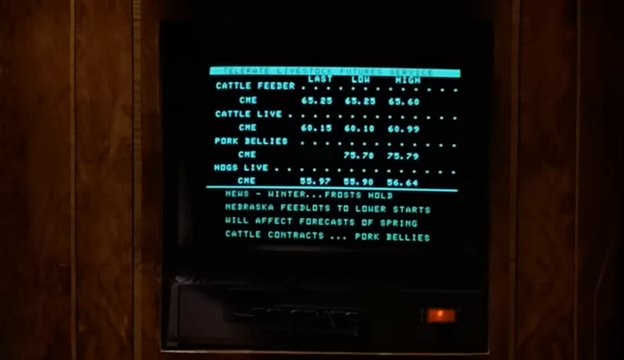 TELERATE LIVESTOCK FUTURES SERVICE
LAST LOW HIGH
CATTLE FEEDER . . . . . . . . . . . .
CME 65.25 65.25 65.60
CATTLE LIVE . . . . . . . . . . . . .
CME 60.15 60.10 60.99
PORK BELLIES . . . . . . . . . . . .
CME 75.70 75.79
HOGS LIVE . . . . . . . . . . . . . .
CME 55.97 55.90 56.64
NEWS - WINTER...FROSTS HOLD
NEBRASKA FEEDLOTS TO LOWER STARTS
WILL AFFECT FORECASTS OF SPRING
CATTLE CONTRACTS ... PORK BELLIES